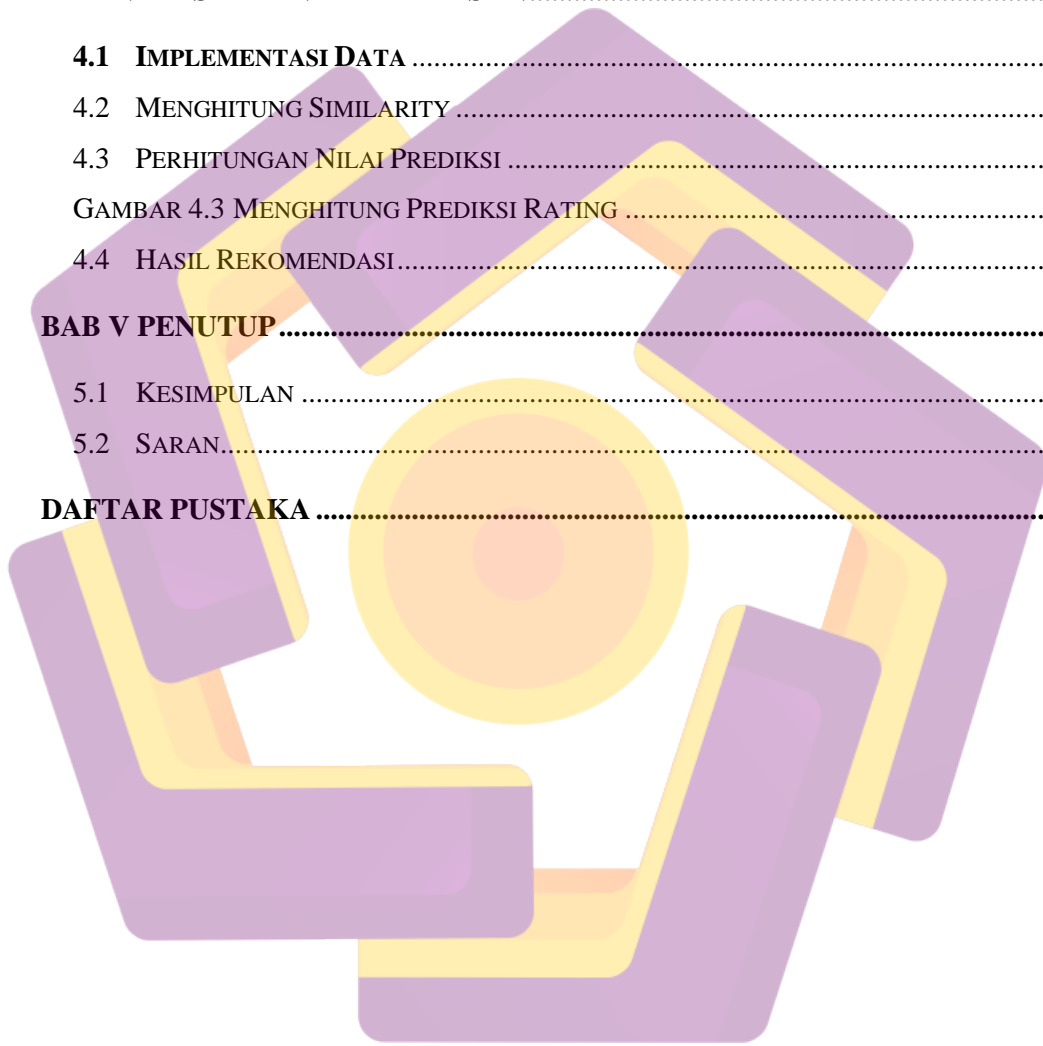 4.1 IMPLEMENTASI DATA ..........................................................................................
4.2 MENGHITUNG SIMILARITY ..........................................................................................
4.3 PERHITUNGAN NILAI PREDIKSI ..........................................................................................
GAMBAR 4.3 MENGHITUNG PREDIKSI RATING ..........................................................................................
4.4 HASIL REKOMENDASI..........................................................................................
BAB V PENUTUP..........................................................................................
5.1 KESIMPULAN ..........................................................................................
5.2 SARAN..........................................................................................
DAFTAR PUSTAKA ..........................................................................................